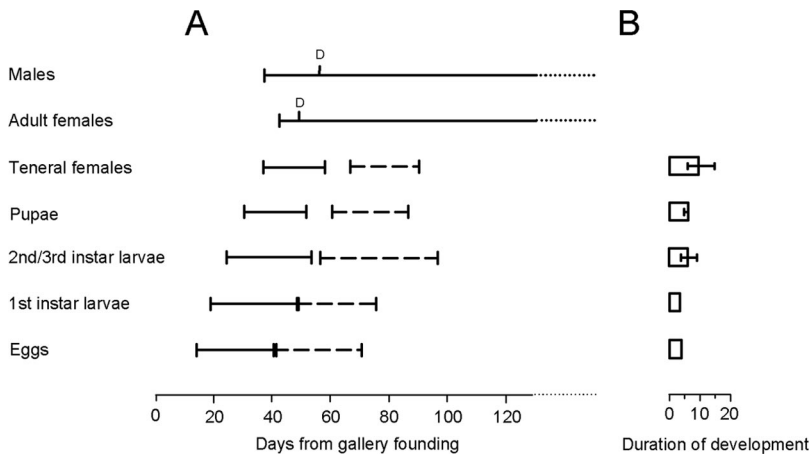 A
B
D
Males
D
Adult females
Teneral females
Pupae
2nd/3rd instar larvae
1st instar larvae
Eggs
0 20 40 60 80 100 120
0 10 20
Days from gallery founding
Duration of development